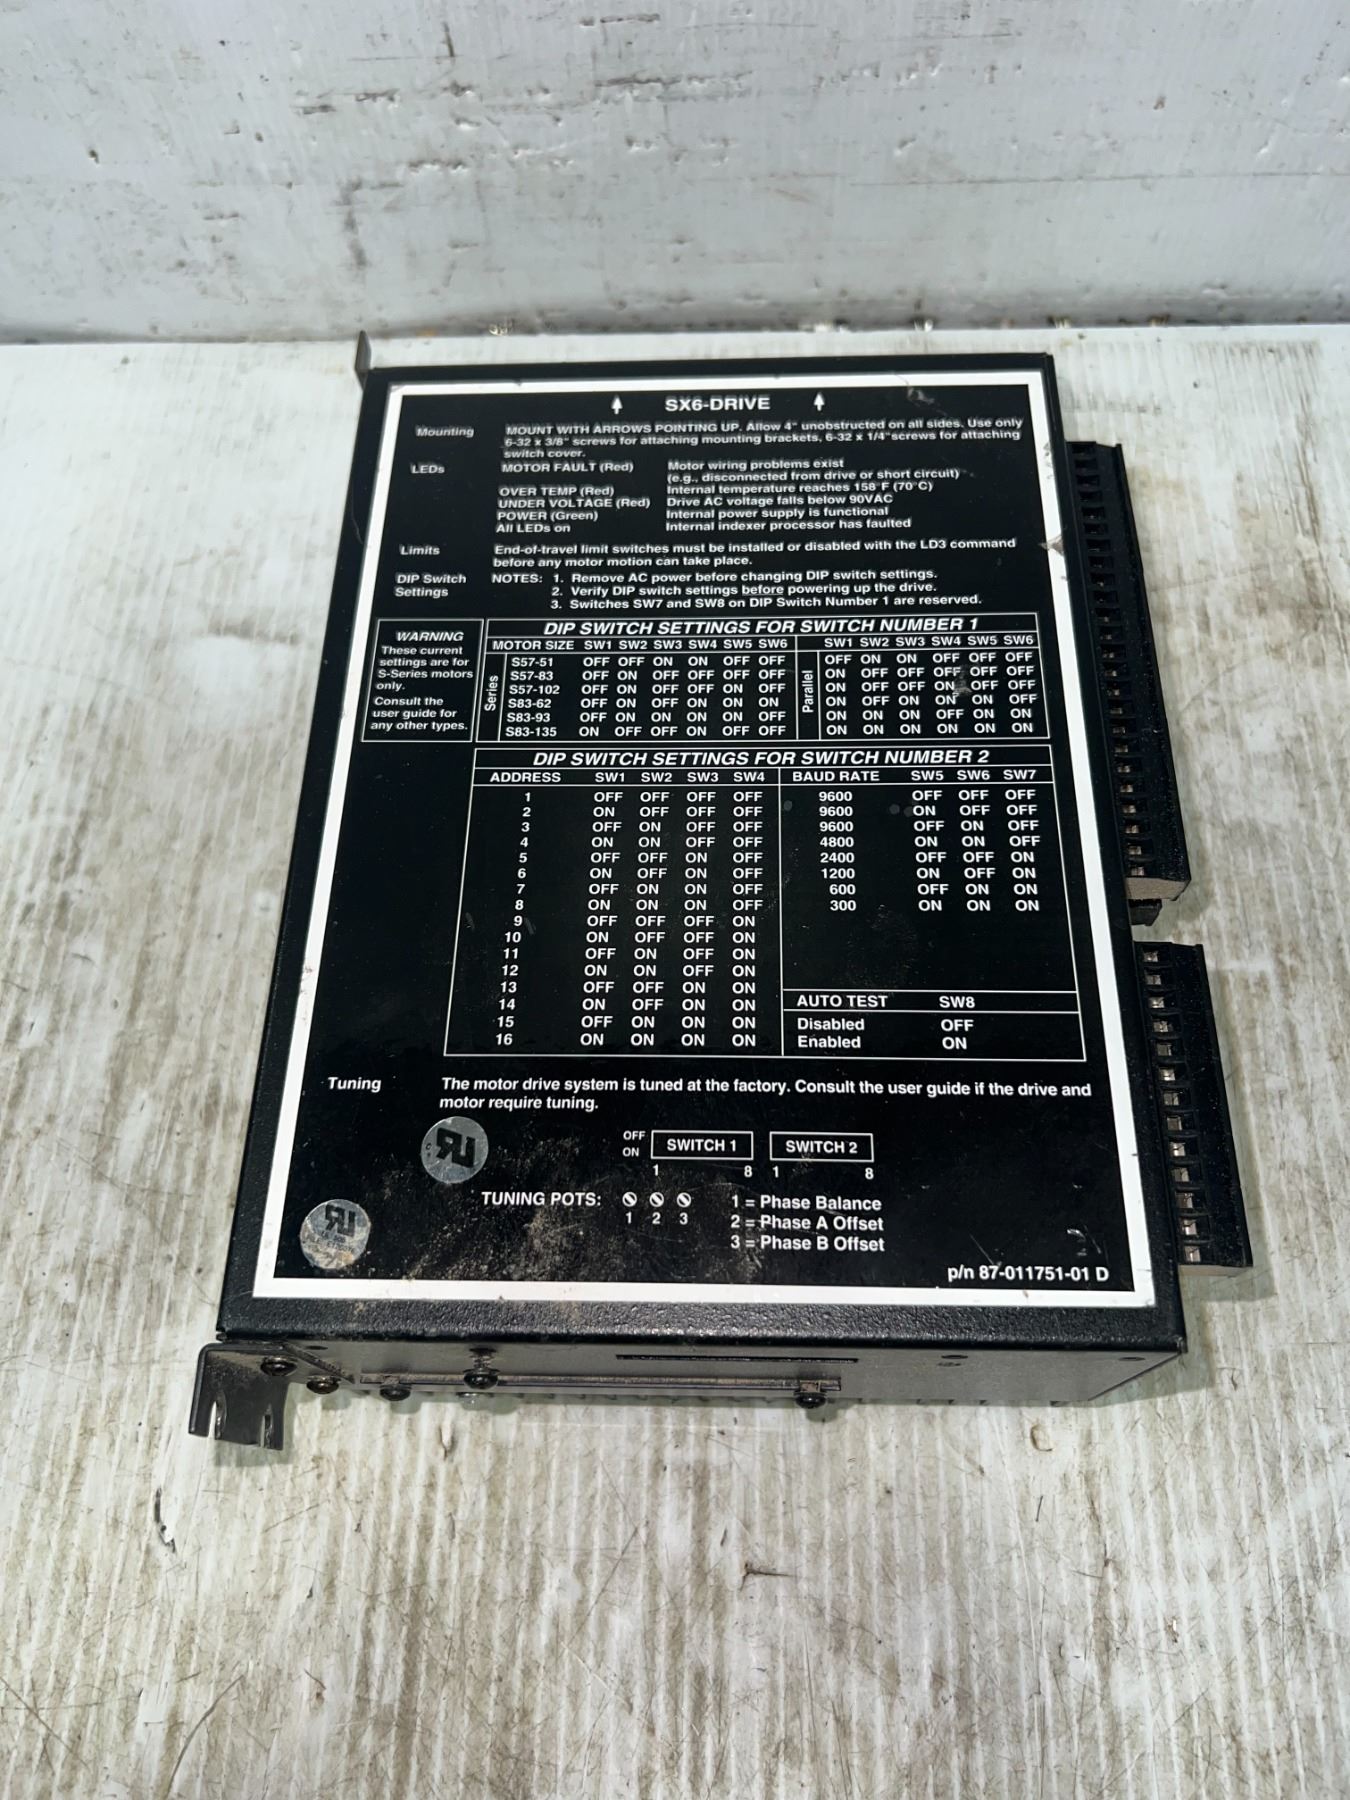 SX6-DRIVE
Mounting MOUNT WITH ARROWS POINTING UP. Allow 4" unobstructed on all sides. Use only
6-32 x 3/8" screws for attaching mounting brackets, 6-32 x 1/4" screws for attaching
switch cover.
LEDs MOTOR FAULT (Red) Motor wiring problems exist
(e.g., disconnected from drive or short circuit)
OVER TEMP (Red) Internal temperature reaches 158°F (70°C)
UNDER VOLTAGE (Red) Drive AC voltage falls below 90VAC
POWER (Green) Internal power supply is functional
All LEDs on Internal indexer processor has faulted
Limits End-of-travel limit switches must be installed or disabled with the LD3 command
before any motor motion can take place.
DIP Switch Settings NOTES: 1. Remove AC power before changing DIP switch settings.
2. Verify DIP switch settings before powering up the drive.
3. Switches SW7 and SW8 on DIP Switch Number 1 are reserved.
WARNING
These current
settings are for
S-Series motors
only.
Consult the
user guide for
any other types.
DIP SWITCH SETTINGS FOR SWITCH NUMBER 1
MOTOR SIZE SW1 SW2 SW3 SW4 SW5 SW6 SW1 SW2 SW3 SW4 SW5 SW6
Series Parallel
S57-51 OFF OFF ON ON OFF OFF OFF ON ON OFF OFF OFF
S57-83 OFF ON OFF OFF OFF OFF ON OFF OFF OFF OFF OFF
S57-102 OFF ON OFF OFF ON OFF ON OFF OFF ON OFF OFF
S83-62 OFF ON OFF ON ON ON ON OFF ON ON ON OFF
S83-93 OFF ON ON ON ON OFF ON ON ON OFF ON ON
S83-135 ON OFF OFF ON OFF OFF ON ON ON ON ON ON
DIP SWITCH SETTINGS FOR SWITCH NUMBER 2
ADDRESS SW1 SW2 SW3 SW4 BAUD RATE SW5 SW6 SW7
1 OFF OFF OFF OFF 9600 OFF OFF OFF
2 ON OFF OFF OFF 9600 ON OFF OFF
3 OFF ON OFF OFF 9600 OFF ON OFF
4 ON ON OFF OFF 4800 ON ON OFF
5 OFF OFF ON OFF 2400 OFF OFF ON
6 ON OFF ON OFF 1200 ON OFF ON
7 OFF ON ON OFF 600 OFF ON ON
8 ON ON ON OFF 300 ON ON ON
9 OFF OFF OFF ON
10 ON OFF OFF ON
11 OFF ON OFF ON
12 ON ON OFF ON
13 OFF OFF ON ON
14 ON OFF ON ON AUTO TEST SW8
15 OFF ON ON ON Disabled OFF
16 ON ON ON ON Enabled ON
Tuning The motor drive system is tuned at the factory. Consult the user guide if the drive and
motor require tuning.
OFF
ON
SWITCH 1 SWITCH 2
1 8 1 8
TUNING POTS: 1 = Phase Balance
1 2 3 2 = Phase A Offset
3 = Phase B Offset
p/n 87-011751-01 D